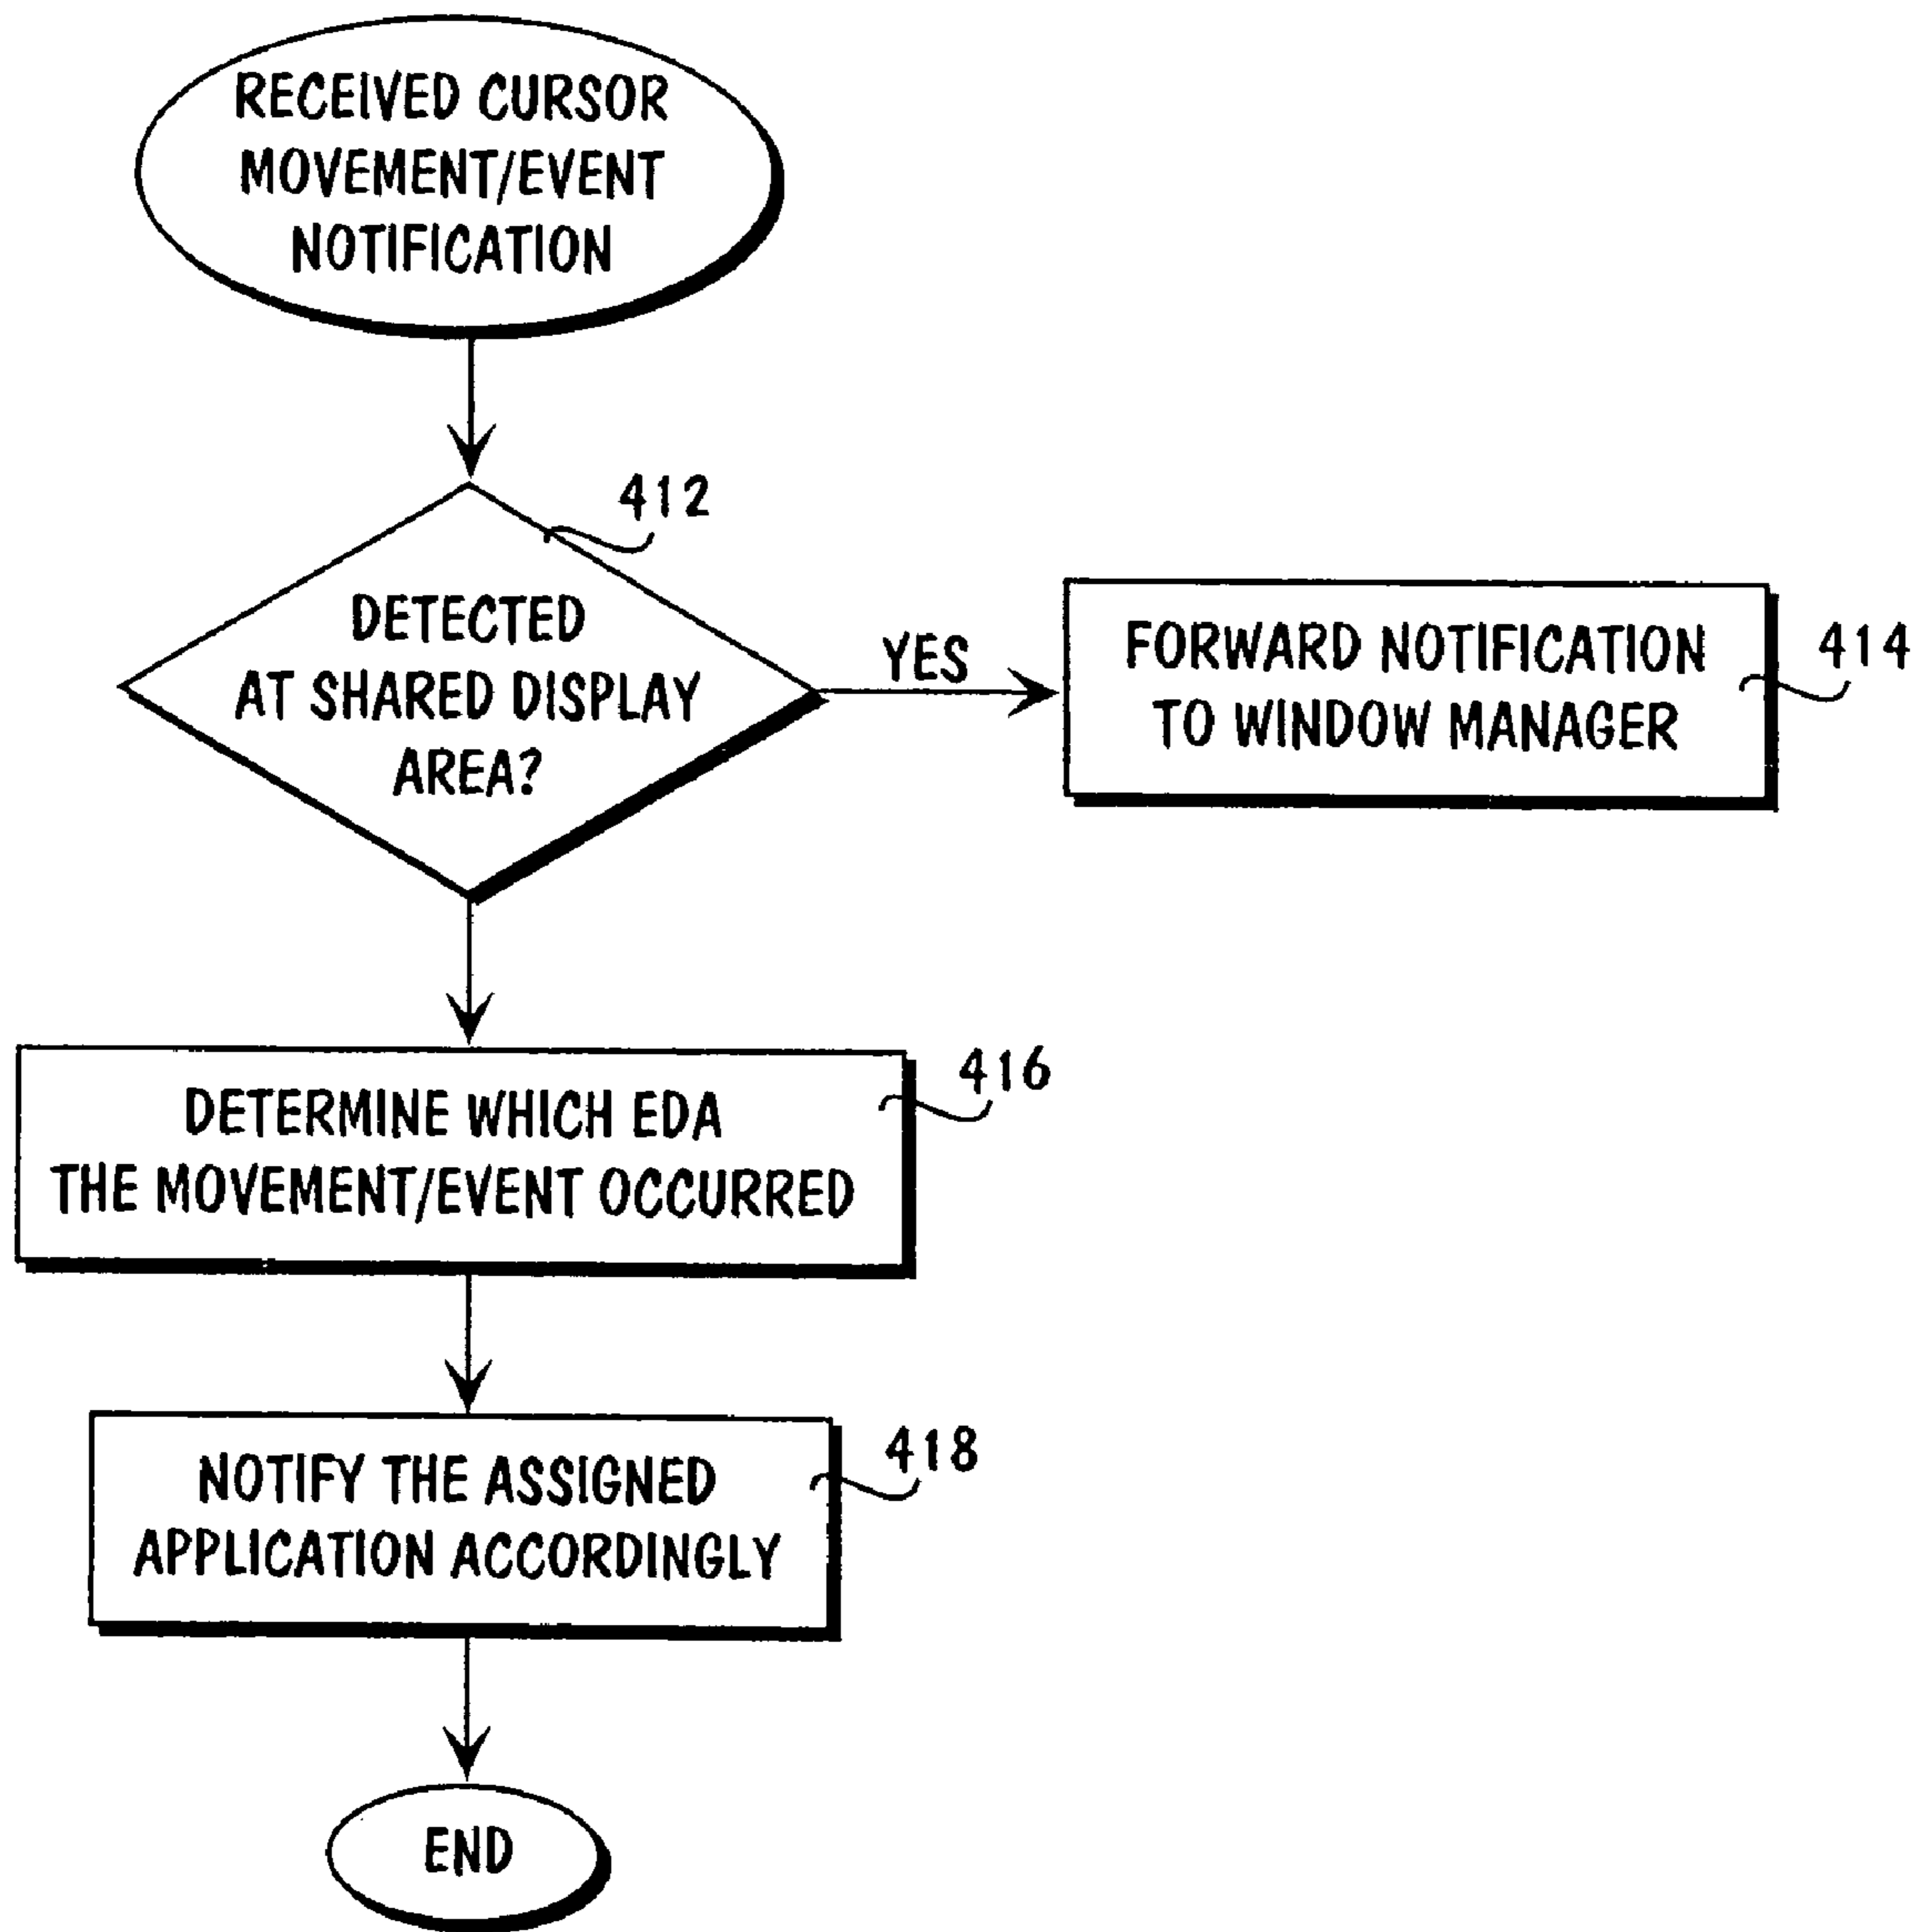 RECEIVED CURSOR
MOVEMENT/EVENT
NOTIFICATION
412
DETECTED
AT SHARED DISPLAY
AREA?
YES
FORWARD NOTIFICATION
TO WINDOW MANAGER
414
DETERMINE WHICH EDA
THE MOVEMENT/EVENT OCCURRED
416
NOTIFY THE ASSIGNED
APPLICATION ACCORDINGLY
418
END